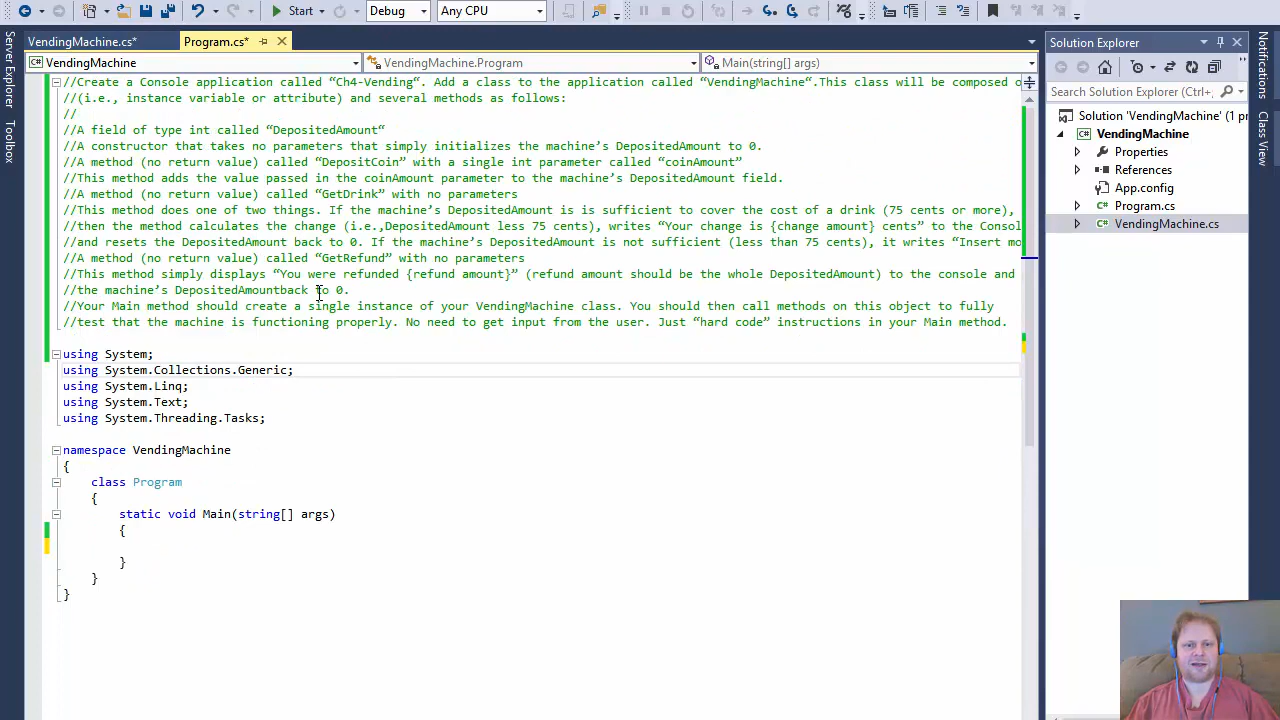 Start
Debug
Any CPU
VendingMachine.cs*
Program.cs*
Solution Explorer
VendingMachine
VendingMachine.Program
Main(string[] args)
Search Solution Explorer (Ctrl+;
Server Explorer
Toolbox
Notifications
Class View
Solution 'VendingMachine' (1 pr
VendingMachine
Properties
References
App.config
Program.cs
VendingMachine.cs
//Create a Console application called “Ch4-Vending“. Add a class to the application called “VendingMachine“.This class will be composed o
//(i.e., instance variable or attribute) and several methods as follows:
//
//A field of type int called “DepositedAmount“
//A constructor that takes no parameters that simply initializes the machine’s DepositedAmount to 0.
//A method (no return value) called “DepositCoin” with a single int parameter called “coinAmount”
//This method adds the value passed in the coinAmount parameter to the machine’s DepositedAmount field.
//A method (no return value) called “GetDrink” with no parameters
//This method does one of two things. If the machine’s DepositedAmount is is sufficient to cover the cost of a drink (75 cents or more),
//then the method calculates the change (i.e.,DepositedAmount less 75 cents), writes “Your change is {change amount} cents” to the Consol
//and resets the DepositedAmount back to 0. If the machine’s DepositedAmount is not sufficient (less than 75 cents), it writes “Insert mo
//A method (no return value) called “GetRefund” with no parameters
//This method simply displays “You were refunded {refund amount}” (refund amount should be the whole DepositedAmount) to the console and
//the machine’s DepositedAmountback to 0.
//Your Main method should create a single instance of your VendingMachine class. You should then call methods on this object to fully
//test that the machine is functioning properly. No need to get input from the user. Just “hard code” instructions in your Main method.
using System;
using System.Collections.Generic;
using System.Linq;
using System.Text;
using System.Threading.Tasks;
namespace VendingMachine
{
class Program
{
static void Main(string[] args)
{
}
}
}